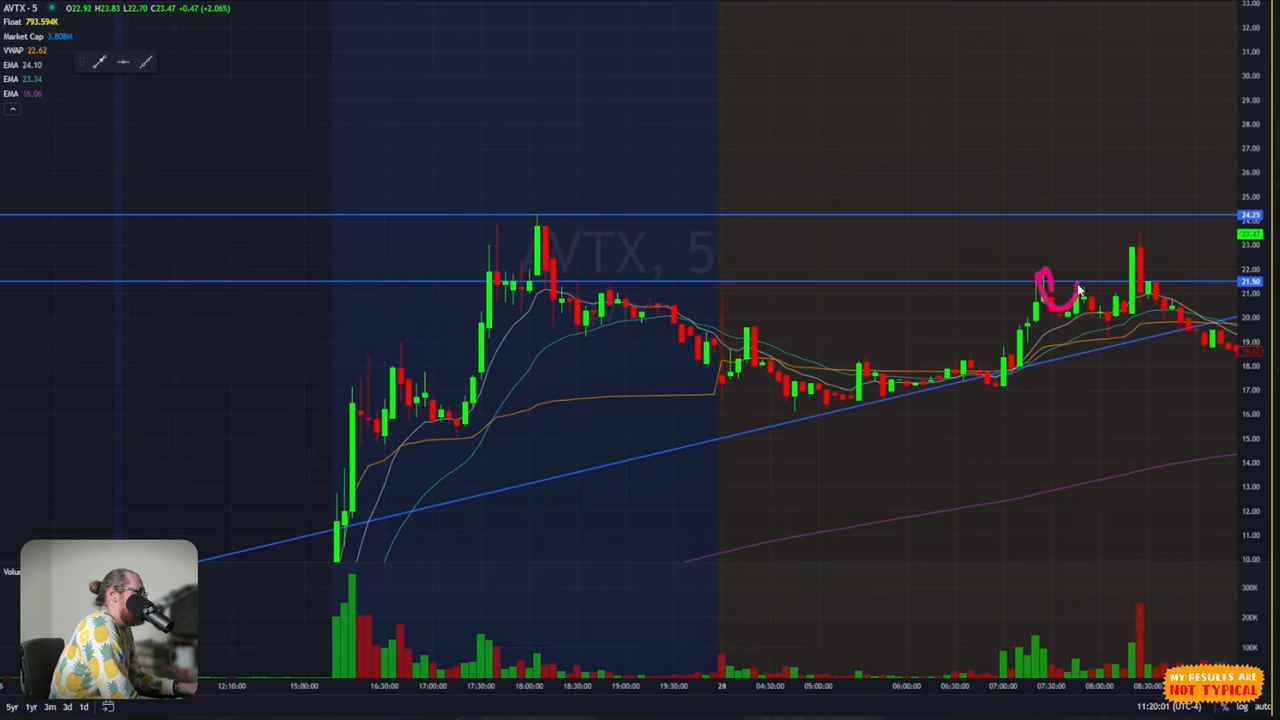 AVTX · 5 O22.92 H23.83 L22.70 C23.47 +0.47 (+2.06%)
Float 793.594K
Market Cap 3.808M
VWAP 22.62
EMA 24.10
EMA 23.34
EMA 16.06
AVTX, 5
33.00
32.00
31.00
30.00
29.00
28.00
27.00
26.00
25.00
24.25
24.00
23.47
23.00
22.00
21.50
21.00
20.00
19.00
18.00
17.00
16.00
15.00
14.00
13.00
12.00
11.00
10.00
Volu
300K
200K
100K
12:10:00 15:00:00 16:30:00 17:00:00 17:30:00 18:00:00 18:30:00 19:00:00 19:30:00 28 04:30:00 05:00:00 06:00:00 06:30:00 07:00:00 07:30:00 08:00:00 08:30:00
5yr 1yr 3m 3d 1d 11:20:01 (UTC-4) % log auto
MY RESULTS ARE
NOT TYPICAL